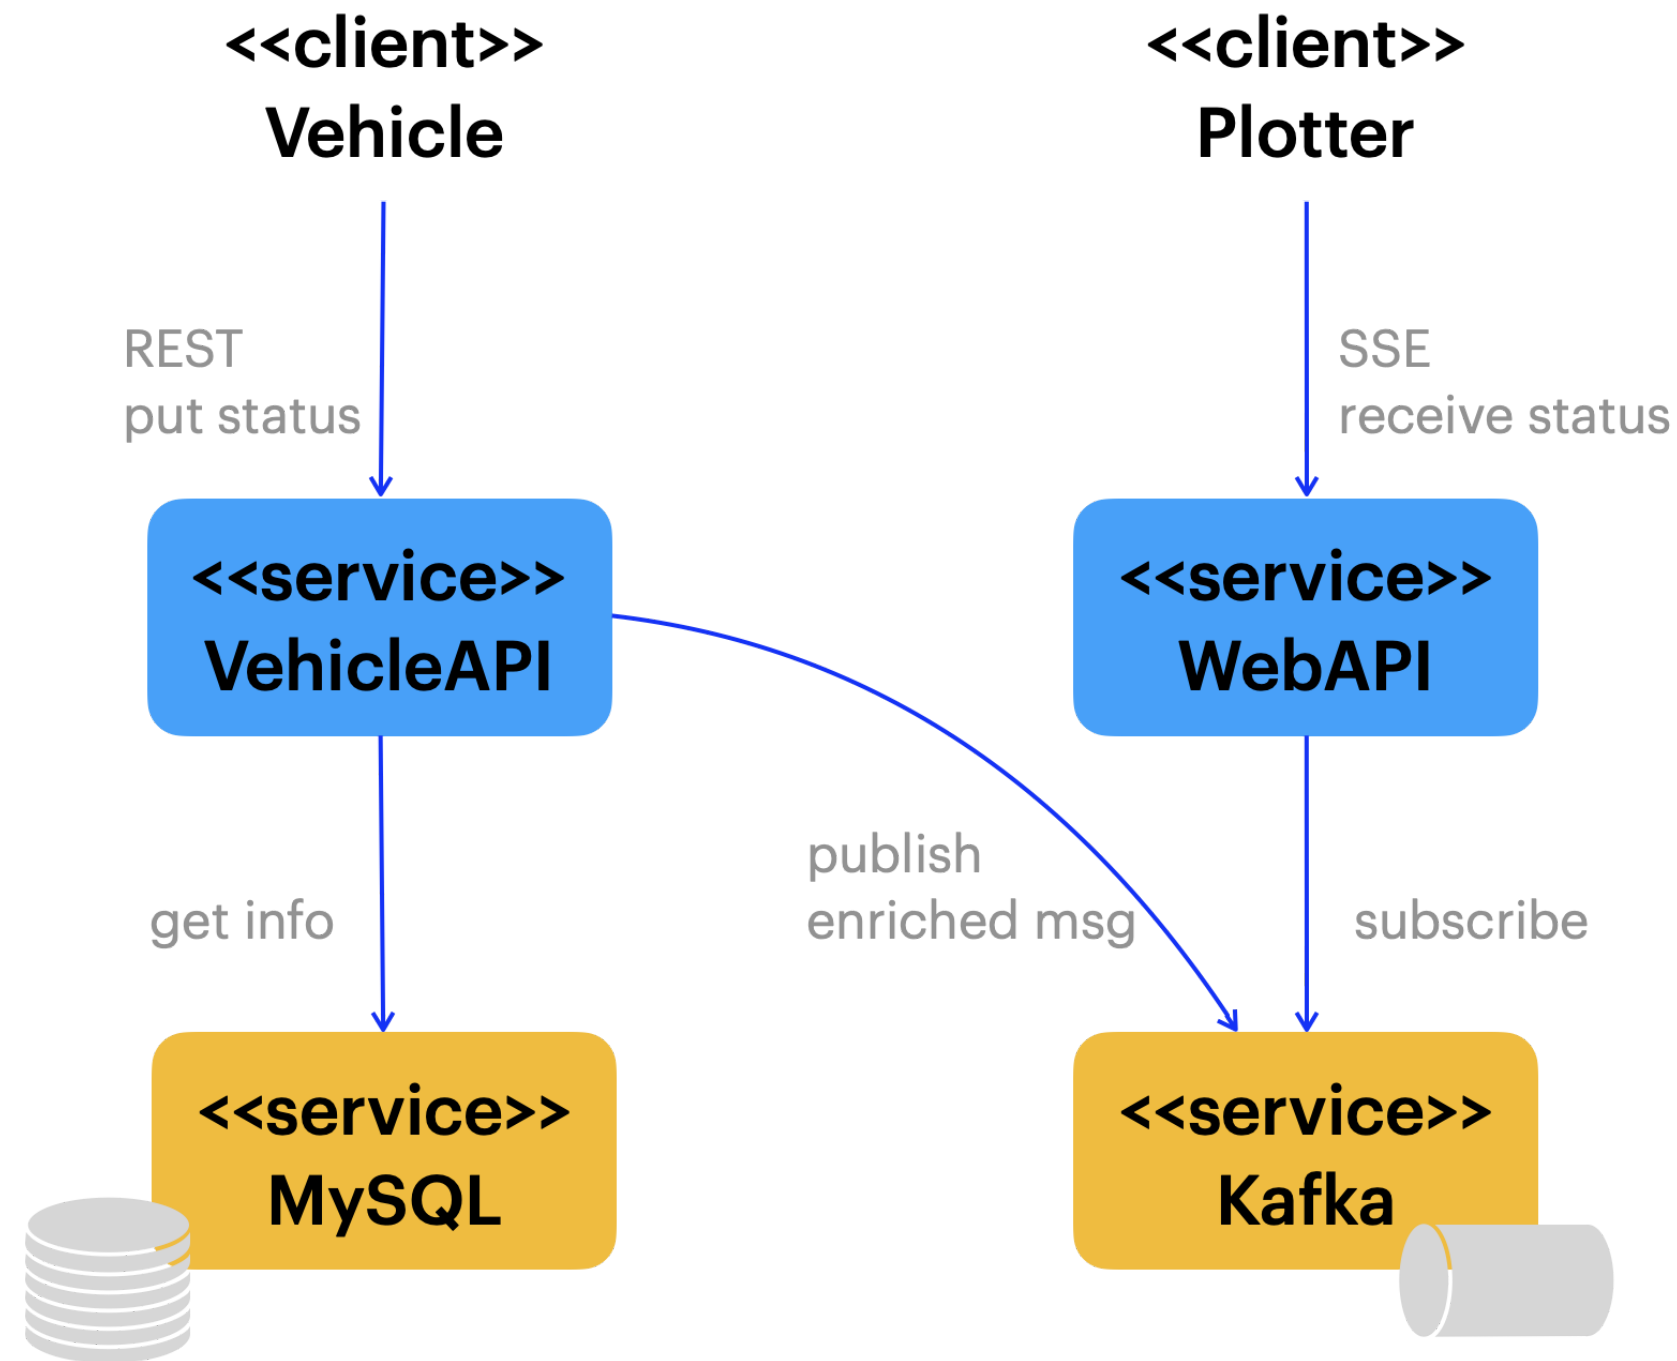 <<client>>
Vehicle
<<client>>
Plotter
REST
put status
SSE
receive status
<<service>>
VehicleAPI
<<service>>
WebAPI
get info
publish
enriched msg
subscribe
<<service>>
MySQL
<<service>>
Kafka